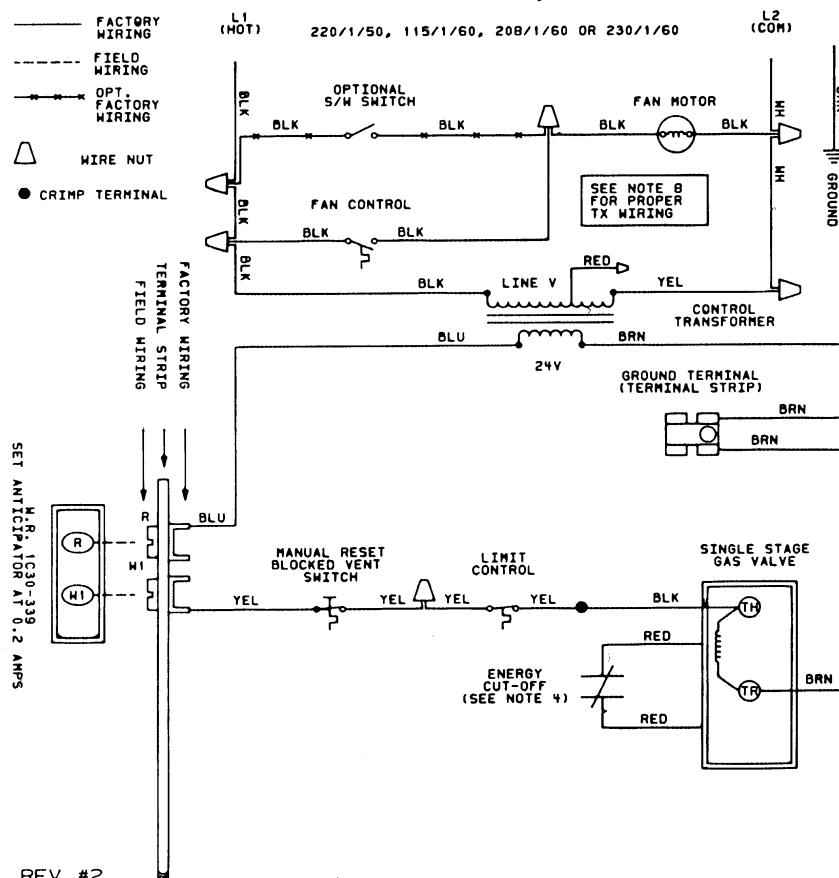 FACTORY
WIRING
FIELD
WIRING
OPT.
FACTORY
WIRING
WIRE NUT
CRIMP TERMINAL
L1
(HOT)
220/1/50, 115/1/60, 208/1/60 OR 230/1/60
L2
(COM)
BLK
OPTIONAL
S/W SWITCH
BLK
BLK
BLK
FAN MOTOR
BLK
WH
WH
GROUND
BLK
FAN CONTROL
BLK
BLK
SEE NOTE 8
FOR PROPER
TX WIRING
BLK
BLK
LINE V
RED
YEL
CONTROL
TRANSFORMER
BLU
24V
BRN
GROUND TERMINAL
(TERMINAL STRIP)
BRN
BRN
FACTORY WIRING
TERMINAL STRIP
FIELD WIRING
M.R. 1C30-339
SET ANTICIPATOR AT 0.2 AMPS
R
W1
R
W1
BLU
YEL
MANUAL RESET
BLOCKED VENT
SWITCH
YEL
YEL
LIMIT
CONTROL
YEL
BLK
SINGLE STAGE
GAS VALVE
TH
TR
BRN
RED
ENERGY
CUT-OFF
(SEE NOTE 4)
RED
REV #2